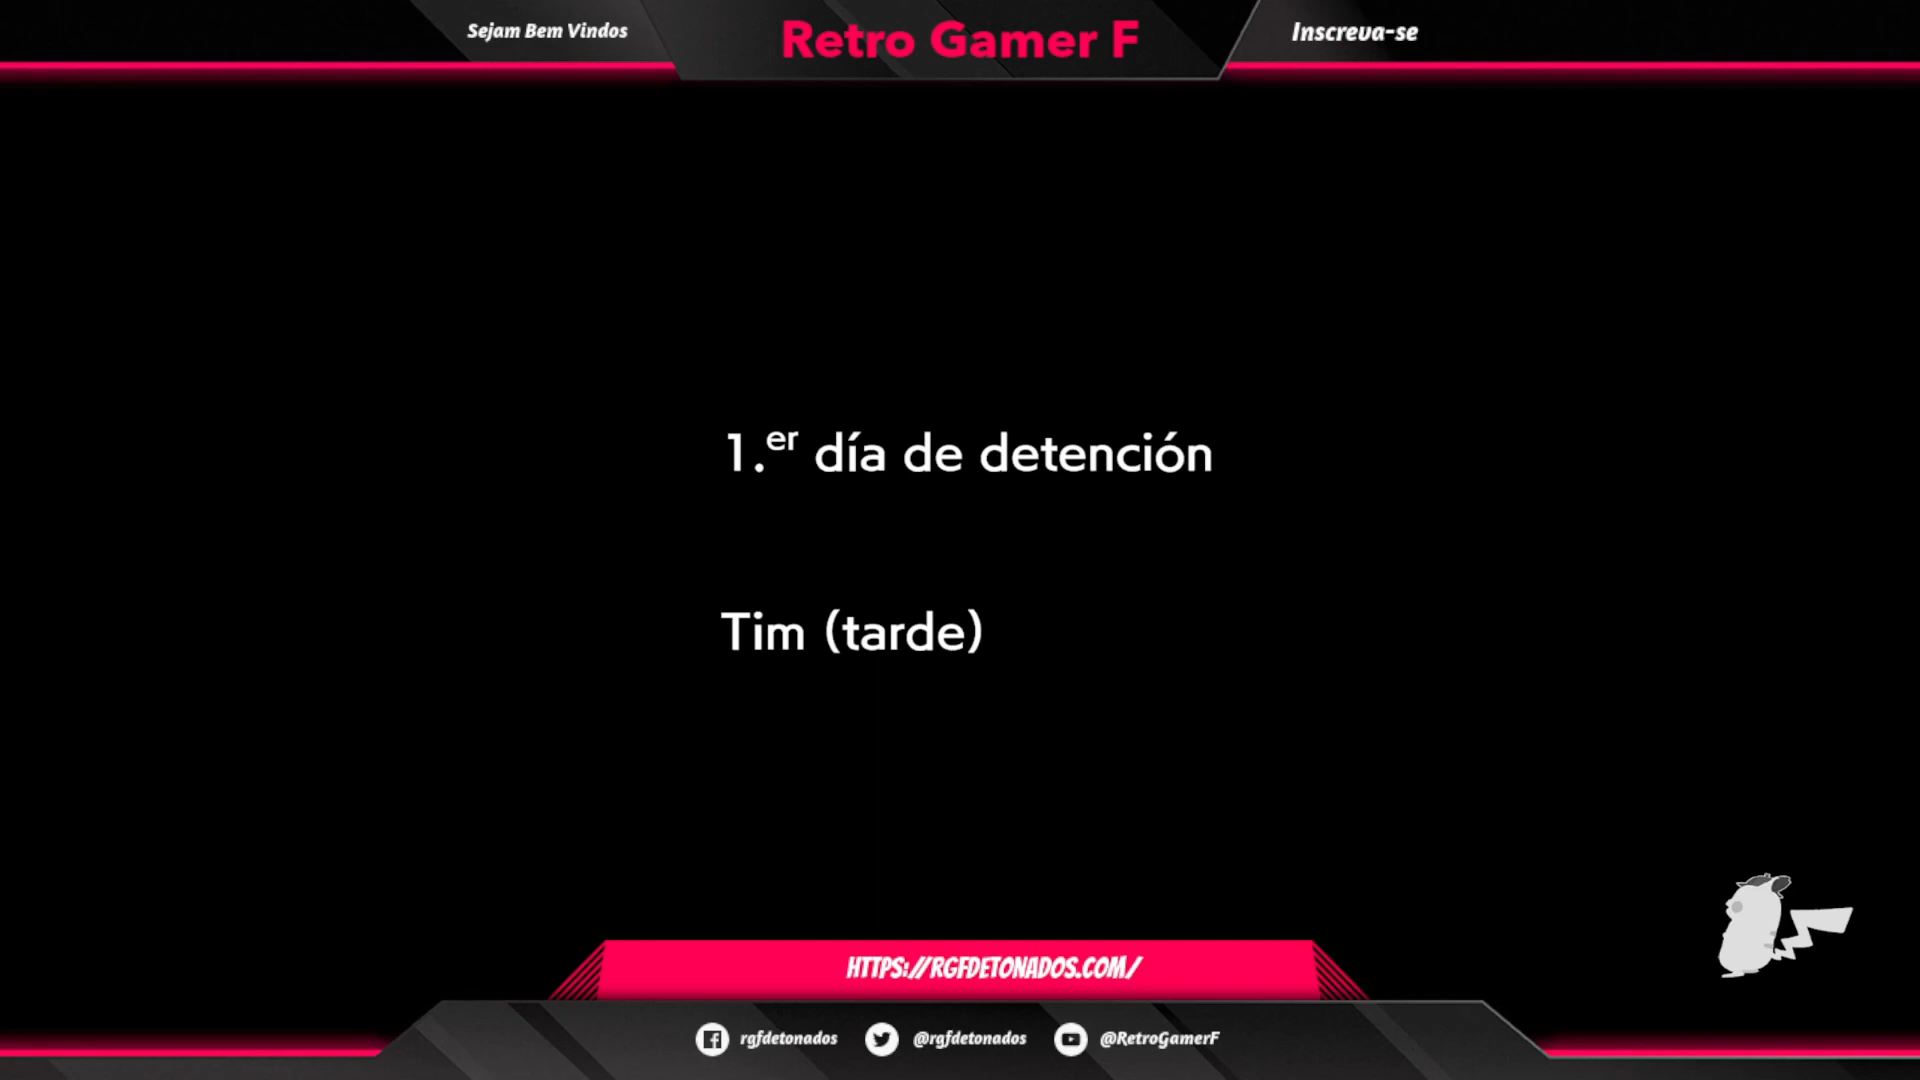 Sejam Bem Vindos
Retro Gamer F
Inscreva-se
1.er día de detención
Tim (tarde)
HTTPS://RGFDETONADOS.COM/
rgfdetonados
@rgfdetonados
@RetroGamerF